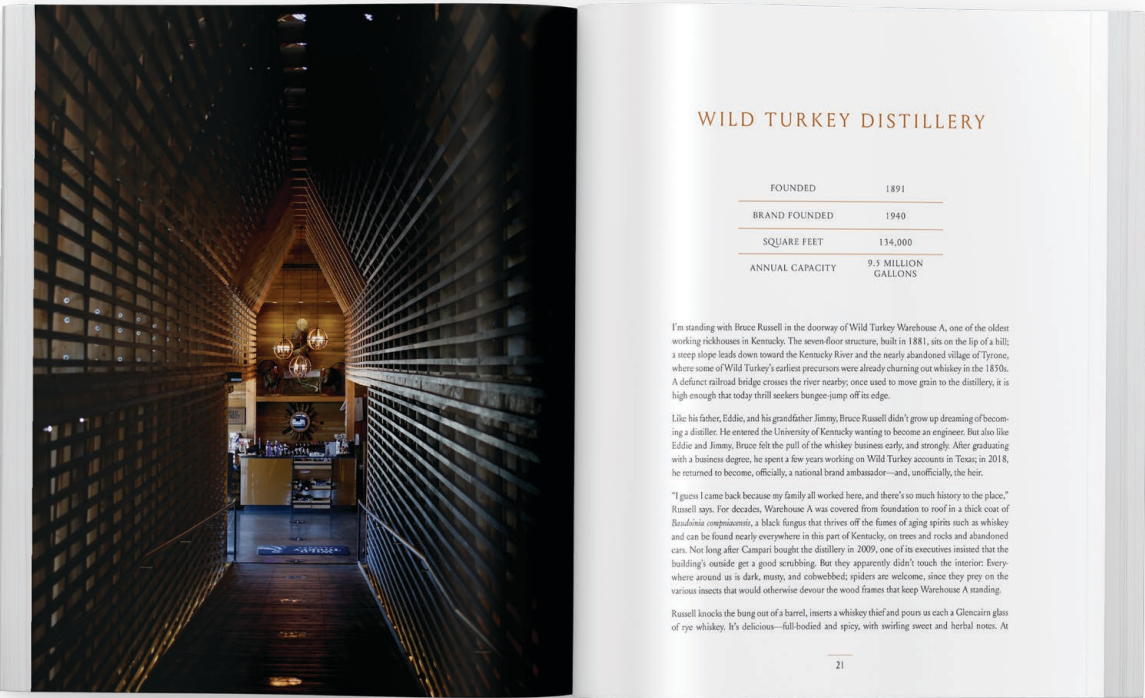 WILD TURKEY DISTILLERY
FOUNDED 1891
BRAND FOUNDED 1940
SQUARE FEET 134,000
ANNUAL CAPACITY 9.5 MILLION
GALLONS
I'm standing with Bruce Russell in the doorway of Wild Turkey Warehouse A, one of the oldest
working rickhouses in Kentucky. The seven-floor structure, built in 1881, sits on the lip of a hill;
a steep slope leads down toward the Kentucky River and the nearly abandoned village of Tyrone,
where some of Wild Turkey's earliest precursors were already churning out whiskey in the 1850s.
A defunct railroad bridge crosses the river nearby; once used to move grain to the distillery, it is
high enough that today thrill seekers bungee-jump off its edge.
Like his father, Eddie, and his grandfather Jimmy, Bruce Russell didn't grow up dreaming of becom-
ing a distiller. He entered the University of Kentucky wanting to become an engineer. But also like
Eddie and Jimmy, Bruce felt the pull of the whiskey business early, and strongly. After graduating
with a business degree, he spent a few years working on Wild Turkey accounts in Texas; in 2018,
he returned to become, officially, a national brand ambassador—and, unofficially, the heir.
"I guess I came back because my family all worked here, and there's so much history to the place,"
Russell says. For decades, Warehouse A was covered from foundation to roof in a thick coat of
Baudoinia compniacensis, a black fungus that thrives off the fumes of aging spirits such as whiskey
and can be found nearly everywhere in this part of Kentucky, on trees and rocks and abandoned
cars. Not long after Campari bought the distillery in 2009, one of its executives insisted that the
building's outside get a good scrubbing. But they apparently didn't touch the interior: Every-
where around us is dark, musty, and cobwebbed; spiders are welcome, since they prey on the
various insects that would otherwise devour the wood frames that keep Warehouse A standing.
Russell knocks the bung out of a barrel, inserts a whiskey thief and pours us each a Glencairn glass
of rye whiskey. It's delicious—full-bodied and spicy, with swirling sweet and herbal notes. At
21